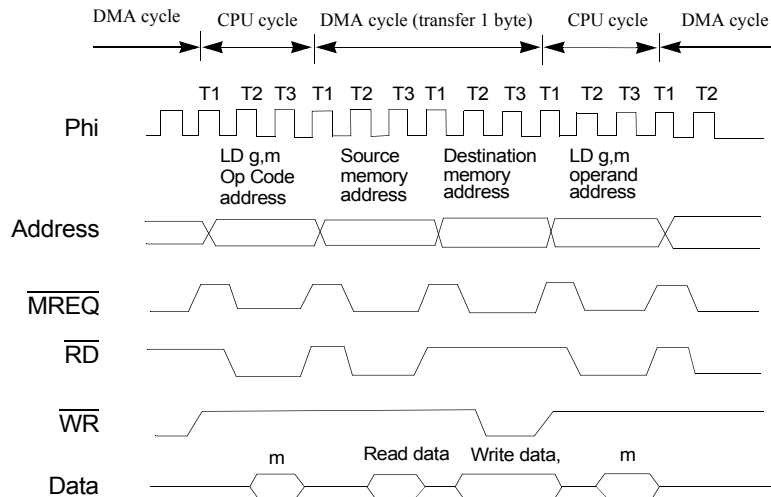 DMA cycle CPU cycle DMA cycle (transfer 1 byte) CPU cycle DMA cycle
T1 T2 T3 T1 T2 T3 T1 T2 T3 T1 T2 T3 T1 T2
Phi
LD g,m Source Destination LD g,m
Op Code memory memory operand
address address address address
Address
MREQ
RD
WR
m Read data Write data, m
Data